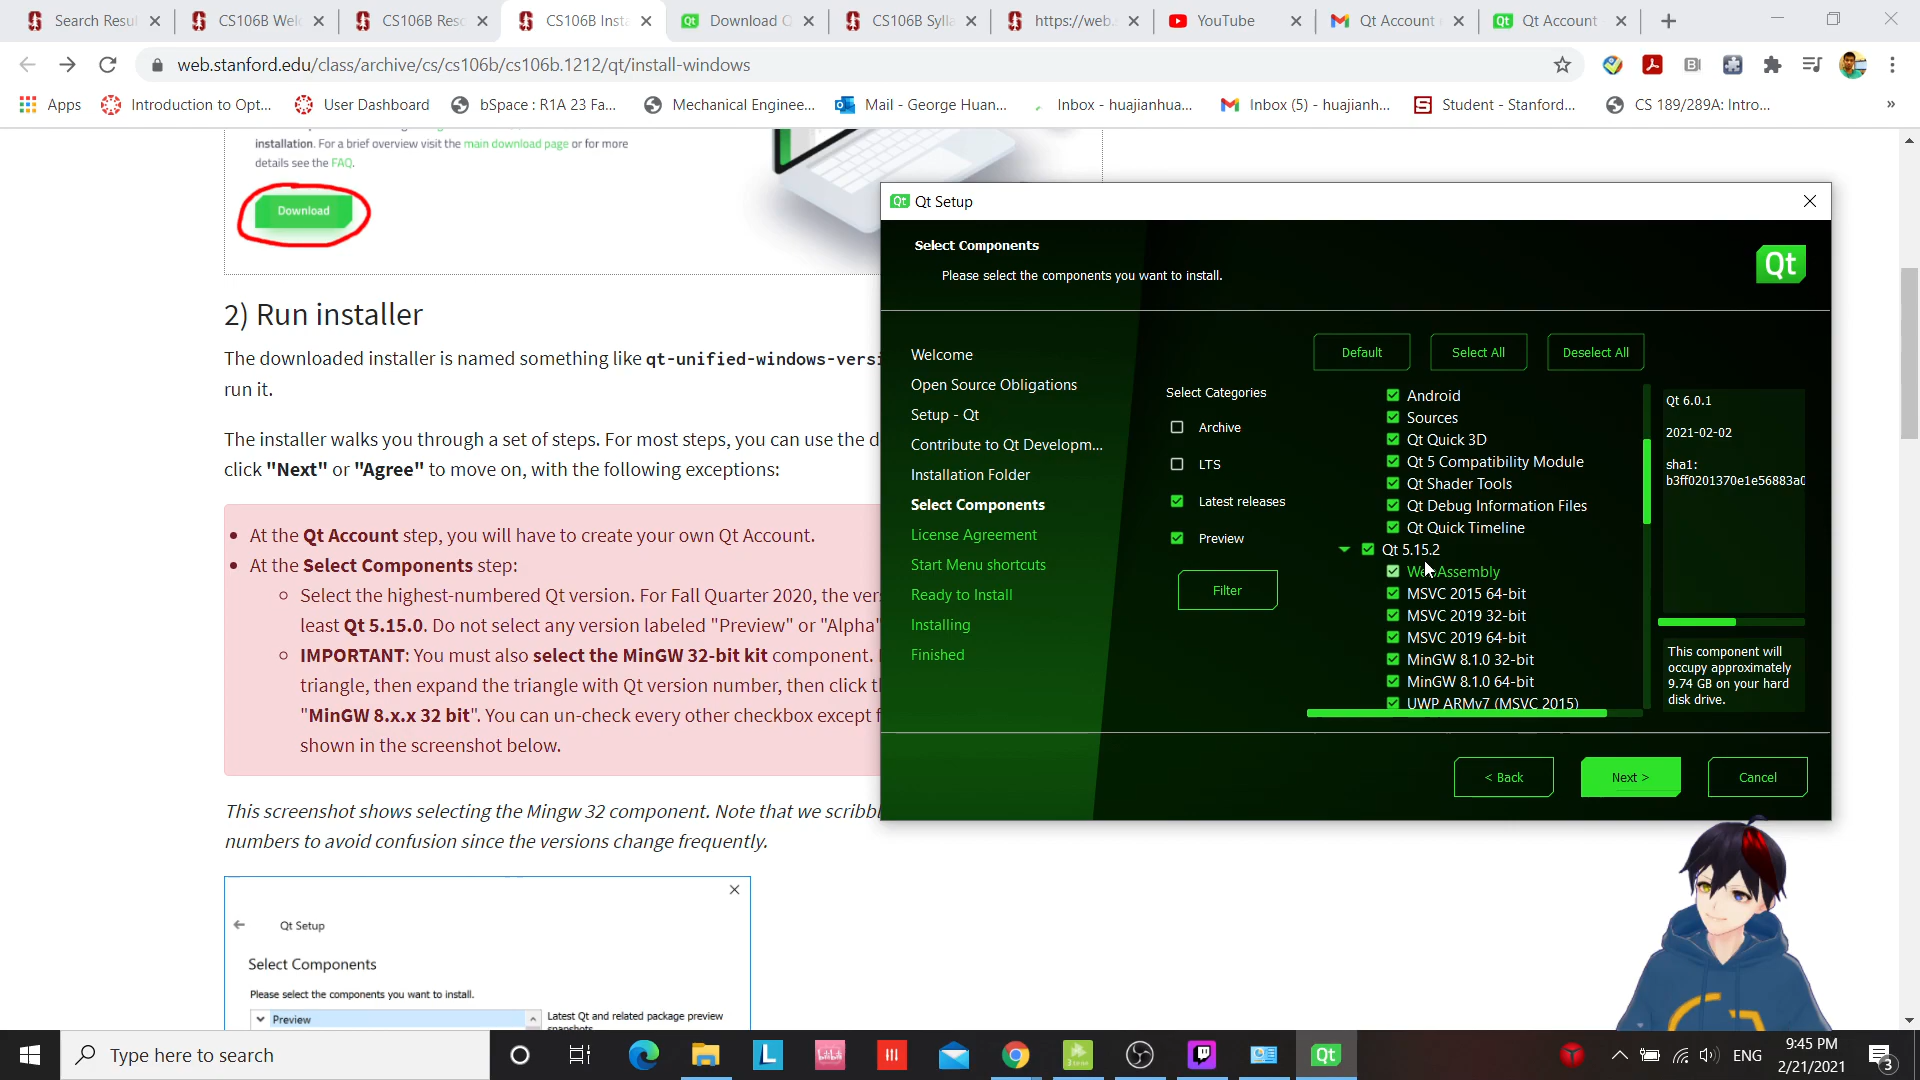 Search Resul
CS106B Wel
CS106B Reso
CS106B Insta
Download Q
CS106B Sylla
https://web.s
YouTube
Qt Account
Qt Account
web.stanford.edu/class/archive/cs/cs106b/cs106b.1212/qt/install-windows
Apps
Introduction to Opt...
User Dashboard
bSpace : R1A 23 Fa...
Mechanical Enginee...
Mail - George Huan...
Inbox - huajianhua...
Inbox (5) - huajianh...
Student - Stanford...
CS 189/289A: Intro...
»
installation. For a brief overview visit the main download page or for more
details see the FAQ.
Download
2) Run installer
The downloaded installer is named something like qt-unified-windows-versi
run it.
The installer walks you through a set of steps. For most steps, you can use the d
click "Next" or "Agree" to move on, with the following exceptions:
At the Qt Account step, you will have to create your own Qt Account.
At the Select Components step:
Select the highest-numbered Qt version. For Fall Quarter 2020, the ver
least Qt 5.15.0. Do not select any version labeled "Preview" or "Alpha"
IMPORTANT: You must also select the MinGW 32-bit kit component.
triangle, then expand the triangle with Qt version number, then click t
"MinGW 8.x.x 32 bit". You can un-check every other checkbox except f
shown in the screenshot below.
This screenshot shows selecting the Mingw 32 component. Note that we scribbl
numbers to avoid confusion since the versions change frequently.
Qt Setup
Select Components
Please select the components you want to install.
Preview
Latest Qt and related package preview
snapshots
Qt Qt Setup
Select Components
Please select the components you want to install.
Qt
Welcome
Open Source Obligations
Setup - Qt
Contribute to Qt Developm...
Installation Folder
Select Components
License Agreement
Start Menu shortcuts
Ready to Install
Installing
Finished
Default
Select All
Deselect All
Select Categories
Archive
LTS
Latest releases
Preview
Filter
Android
Sources
Qt Quick 3D
Qt 5 Compatibility Module
Qt Shader Tools
Qt Debug Information Files
Qt Quick Timeline
Qt 5.15.2
WebAssembly
MSVC 2015 64-bit
MSVC 2019 32-bit
MSVC 2019 64-bit
MinGW 8.1.0 32-bit
MinGW 8.1.0 64-bit
UWP ARMv7 (MSVC 2015)
Qt 6.0.1
2021-02-02
sha1:
b3ff0201370e1e56883a0
This component will
occupy approximately
9.74 GB on your hard
disk drive.
< Back
Next >
Cancel
Type here to search
ENG
9:45 PM
2/21/2021
3